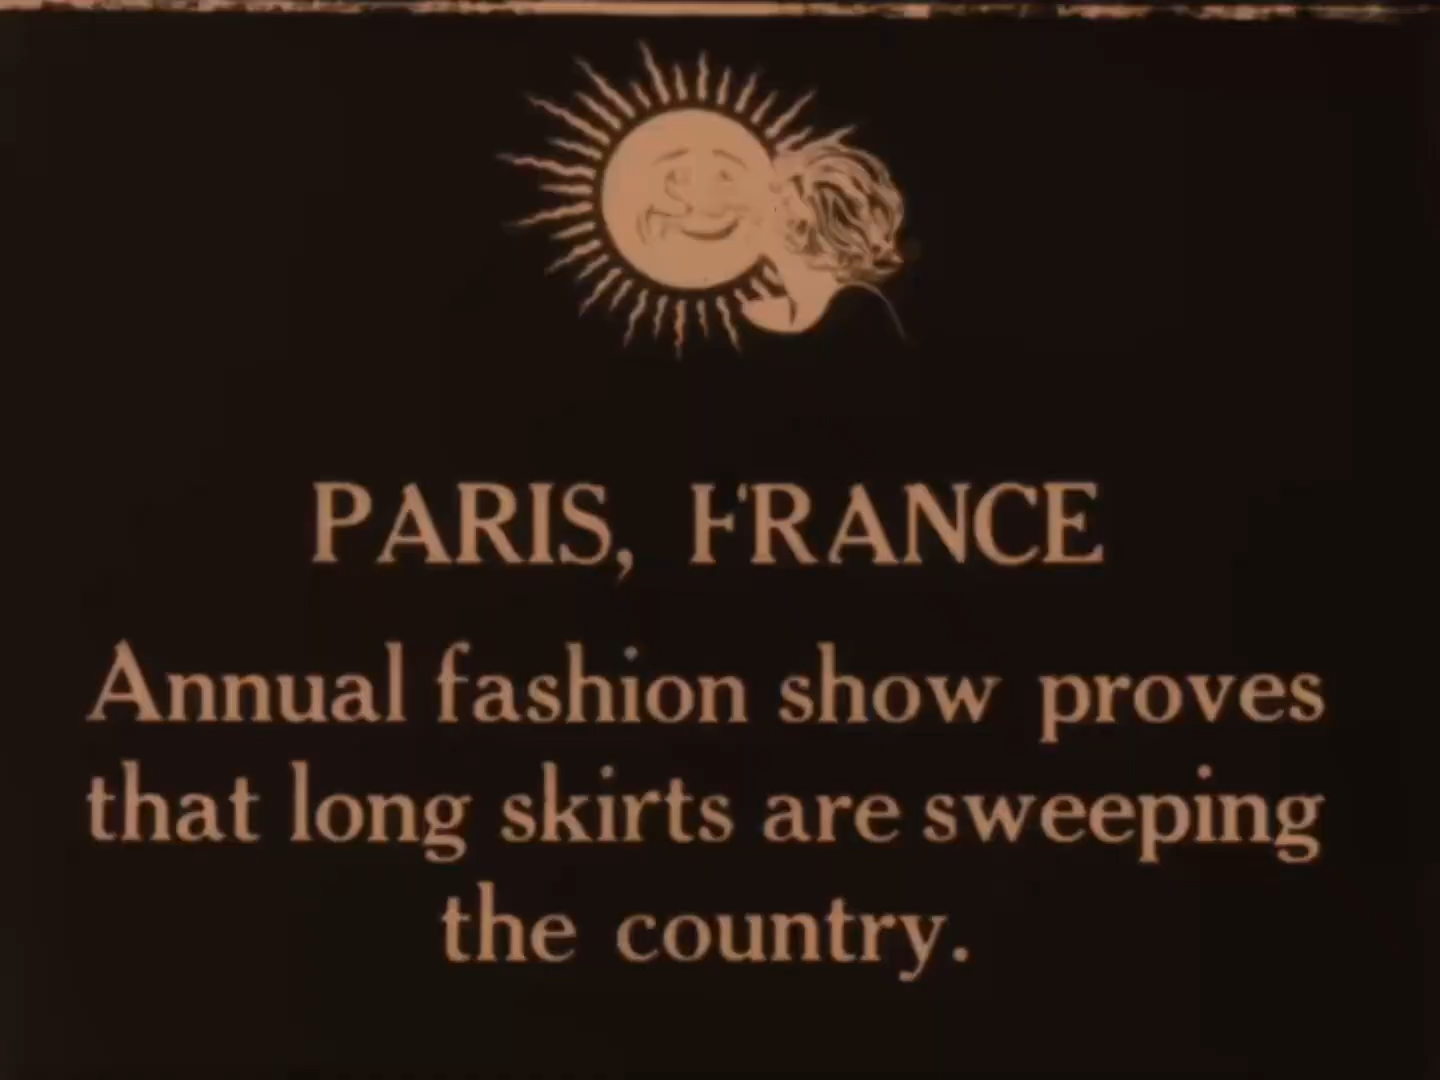 PARIS, FRANCE
Annual fashion show proves
that long skirts are sweeping
the country.